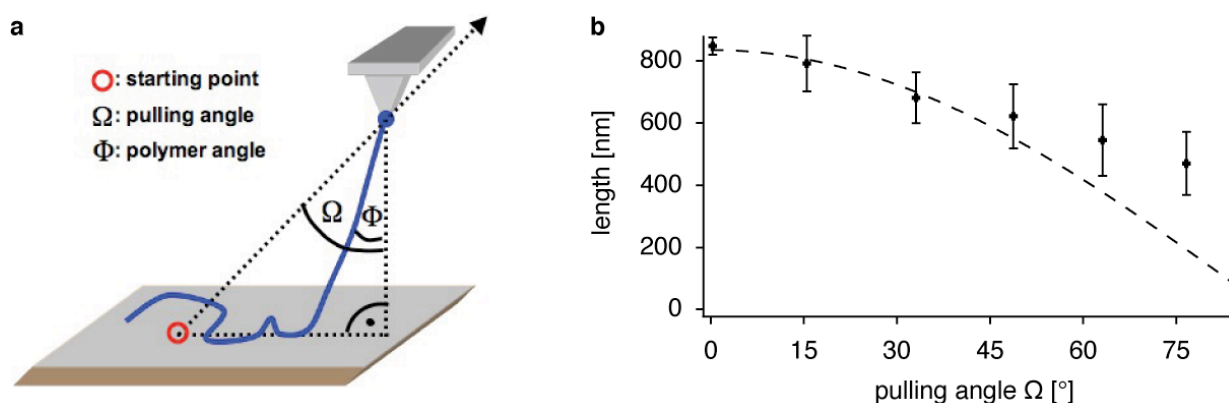 a
O: starting point
Ω: pulling angle
Φ: polymer angle
Ω
Φ
b
length [nm]
800
600
400
200
0
0 15 30 45 60 75
pulling angle Ω [°]